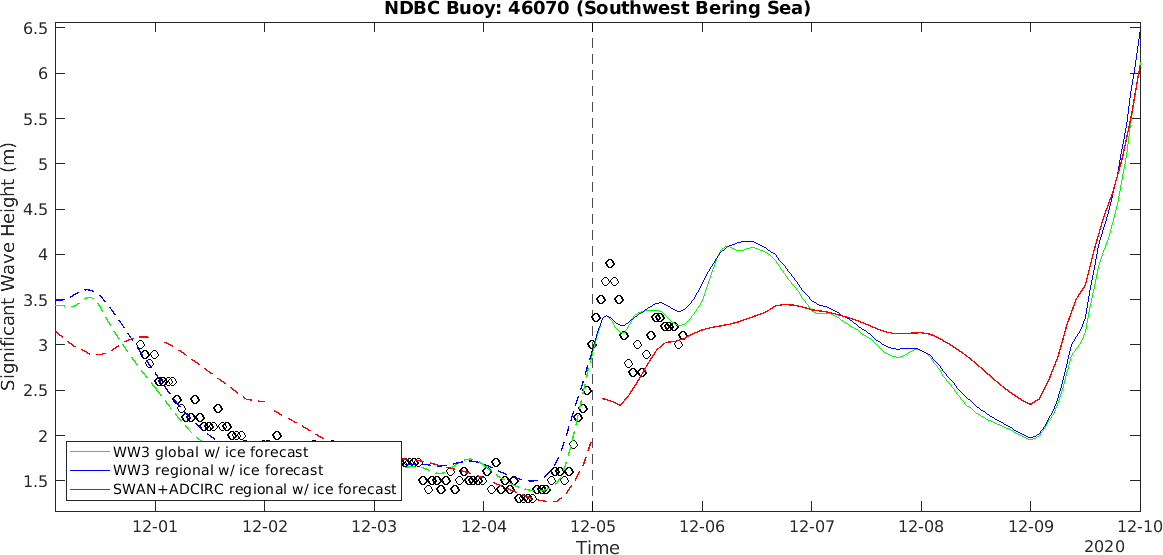 NDBC Buoy: 46070 (Southwest Bering Sea)
6.5
6
5.5
5
4.5
4
3.5
3
2.5
2
1.5
Significant Wave Height (m)
WW3 global w/ ice forecast
WW3 regional w/ ice forecast
SWAN+ADCIRC regional w/ ice forecast
12-01 12-02 12-03 12-04 12-05 12-06 12-07 12-08 12-09 12-10
Time
2020